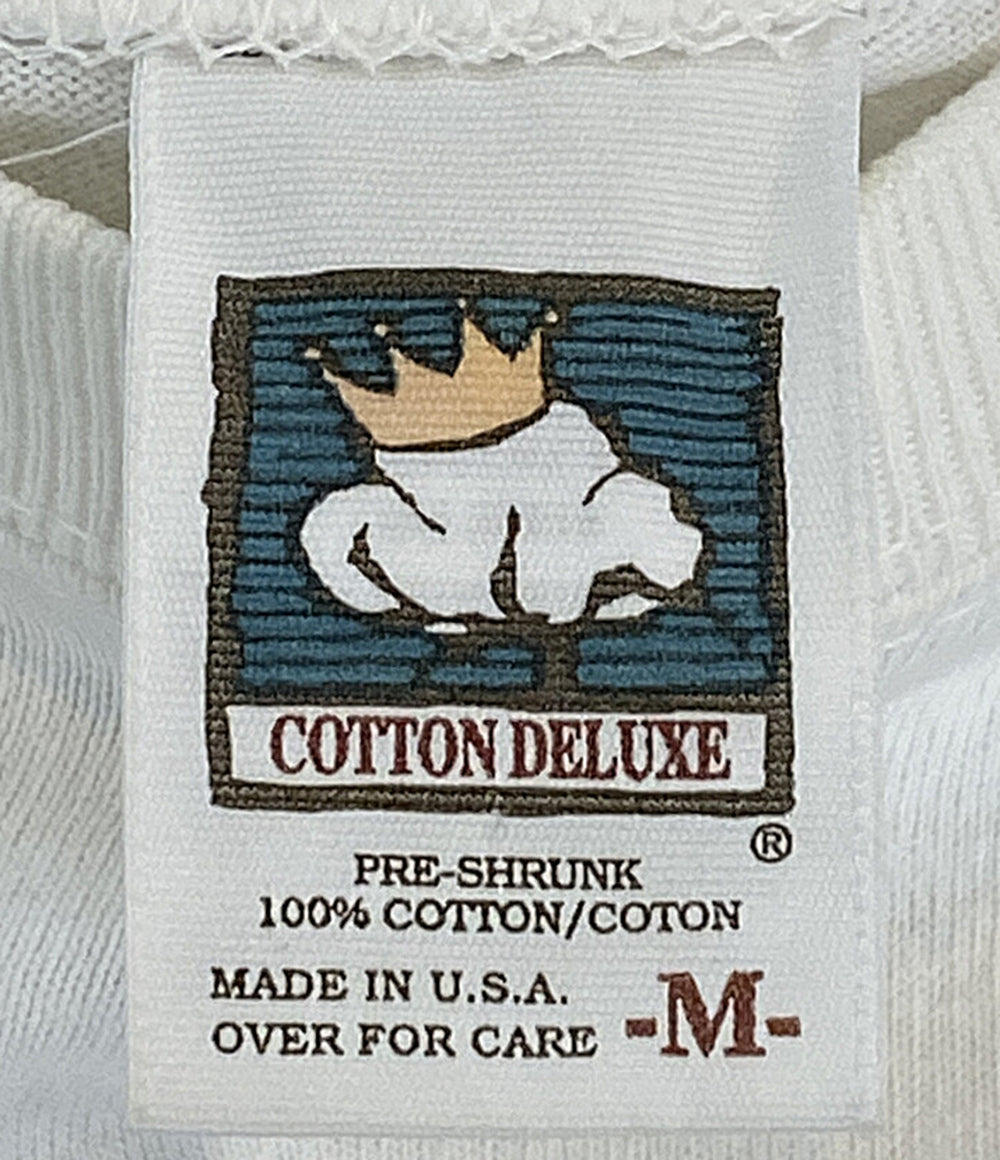 COTTON DELUXE
®
PRE-SHRUNK
100% COTTON/COTON
MADE IN U.S.A.
OVER FOR CARE
-M-